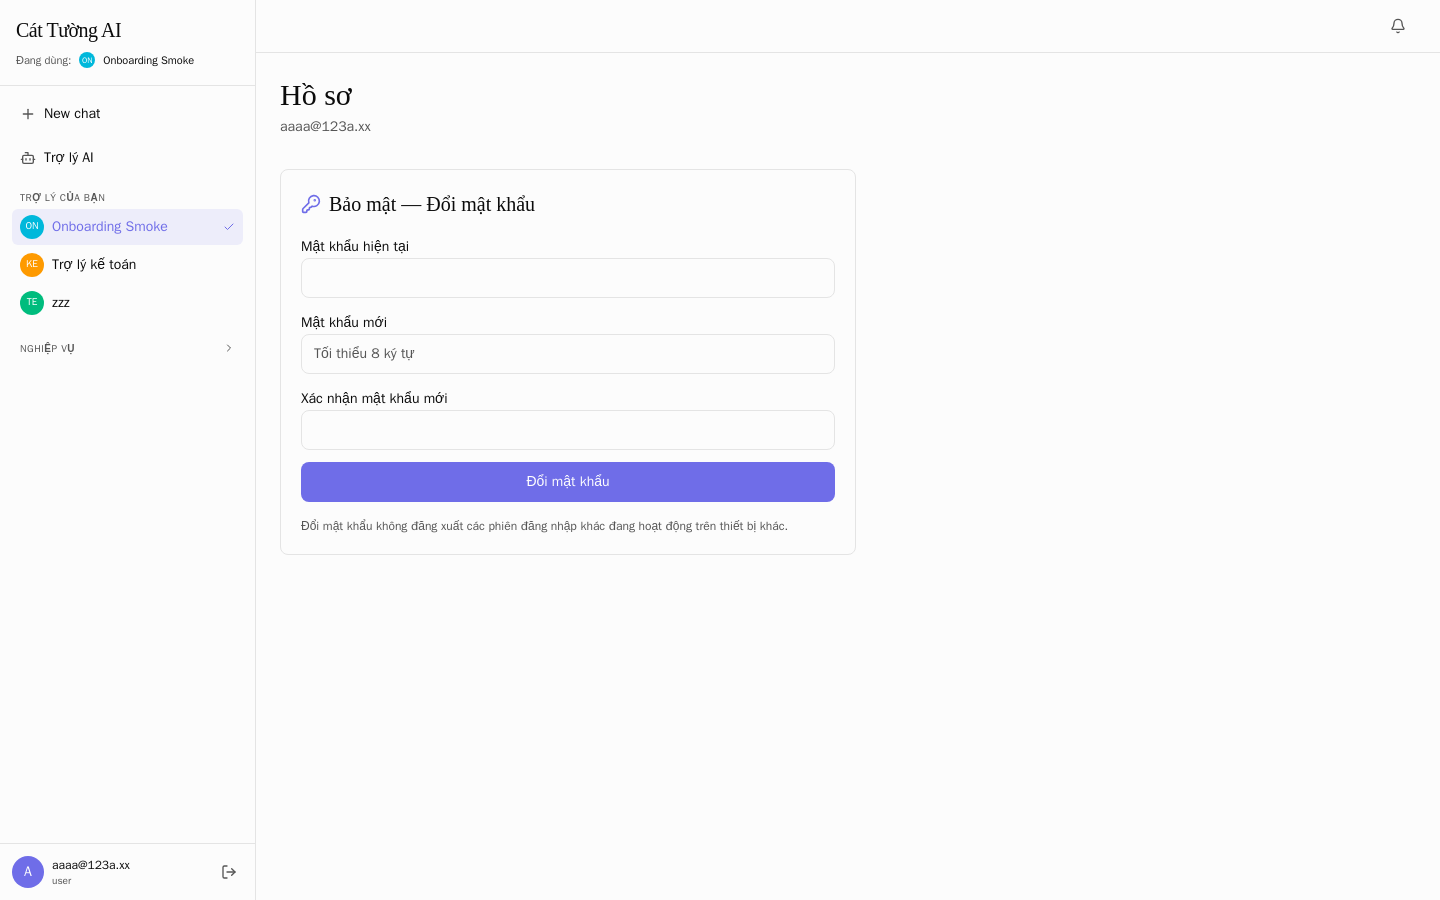 Cát Tường AI
Đang dùng: ON Onboarding Smoke
New chat
Trợ lý AI
TRỢ LÝ CỦA BẠN
ON Onboarding Smoke
KE Trợ lý kế toán
TE zzz
NGHIỆP VỤ
A aaaa@123a.xx
user
Hồ sơ
aaaa@123a.xx
Bảo mật — Đổi mật khẩu
Mật khẩu hiện tại
Mật khẩu mới
Tối thiểu 8 ký tự
Xác nhận mật khẩu mới
Đổi mật khẩu
Đổi mật khẩu không đăng xuất các phiên đăng nhập khác đang hoạt động trên thiết bị khác.